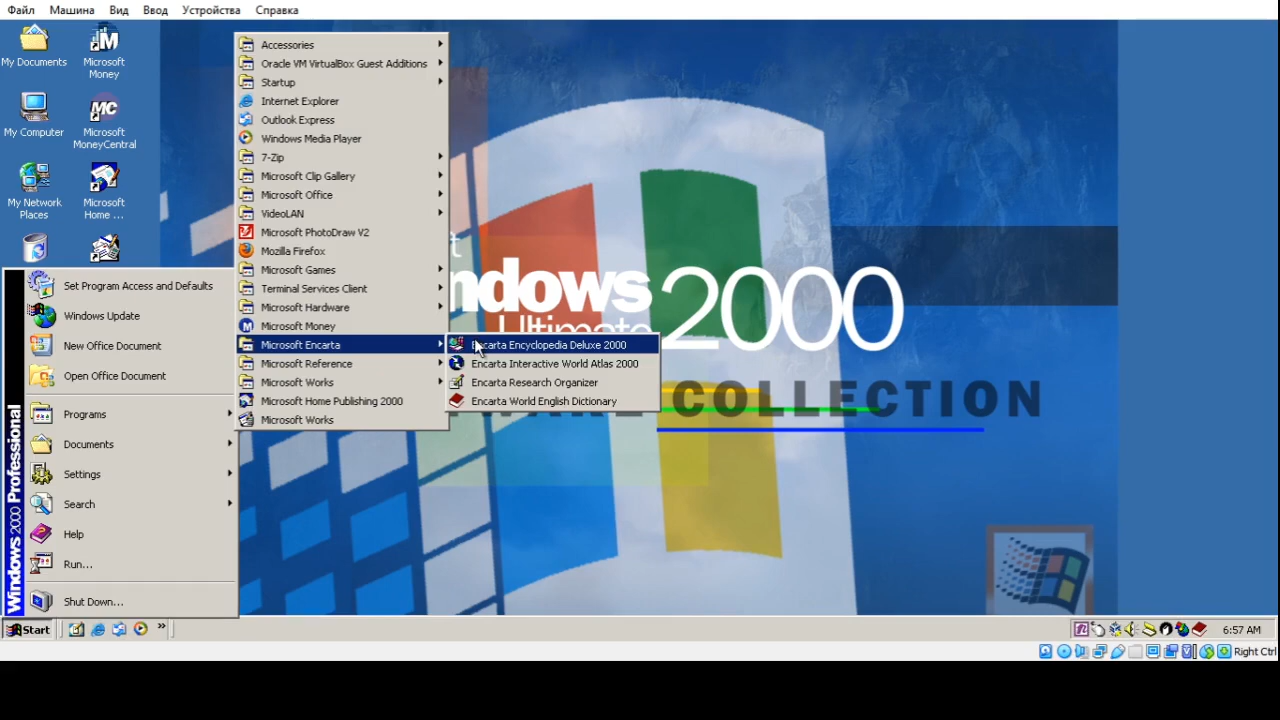 Файл Машина Вид Ввод Устройства Справка
My Documents
Microsoft
Money
My Computer
Microsoft
MoneyCentral
My Network
Places
Microsoft
Home ...
Accessories
Oracle VM VirtualBox Guest Additions
Startup
Internet Explorer
Outlook Express
Windows Media Player
7-Zip
Microsoft Clip Gallery
Microsoft Office
VideoLAN
Microsoft PhotoDraw V2
Mozilla Firefox
Microsoft Games
Terminal Services Client
Microsoft Hardware
Microsoft Money
Microsoft Encarta
Microsoft Reference
Microsoft Works
Microsoft Home Publishing 2000
Microsoft Works
Encarta Encyclopedia Deluxe 2000
Encarta Interactive World Atlas 2000
Encarta Research Organizer
Encarta World English Dictionary
ndows 2000
Ultimate
COLLECTION
Set Program Access and Defaults
Windows Update
New Office Document
Open Office Document
Programs
Documents
Settings
Search
Help
Run...
Shut Down...
Windows 2000 Professional
Start
6:57 AM
Right Ctrl